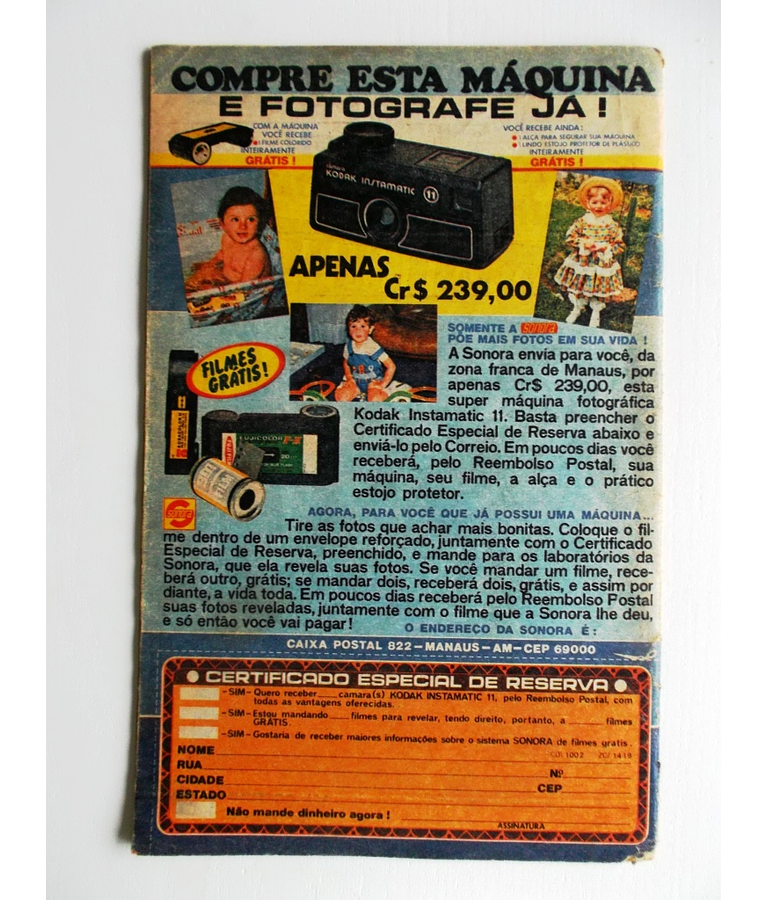 COMPRE ESTA MÁQUINA
E FOTOGRAFE JÁ!
COM A MÁQUINA
VOCÊ RECEBE
● 1 FILME COLORIDO
INTEIRAMENTE
GRÁTIS!
VOCÊ RECEBE AINDA:
● 1 ALÇA PARA SEGURAR SUA MÁQUINA
● 1 LINDO ESTOJO PROTETOR DE PLÁSTICO
INTEIRAMENTE
GRÁTIS!
câmara
KODAK INSTAMATIC 11
APENAS
Cr$ 239,00
FILMES
GRÁTIS!
FUJICOLOR F-II
20
SOMENTE A sonora
PÕE MAIS FOTOS EM SUA VIDA!
A Sonora envia para você, da
zona franca de Manaus, por
apenas Cr$ 239,00, esta
super máquina fotográfica
Kodak Instamatic 11. Basta preencher o
Certificado Especial de Reserva abaixo e
enviá-lo pelo Correio. Em poucos dias você
receberá, pelo Reembolso Postal, sua
máquina, seu filme, a alça e o prático
estojo protetor.
S
sonora
AGORA, PARA VOCÊ QUE JÁ POSSUI UMA MÁQUINA...
Tire as fotos que achar mais bonitas. Coloque o fil-
me dentro de um envelope reforçado, juntamente com o Certificado
Especial de Reserva, preenchido, e mande para os laboratórios da
Sonora, que ela revela suas fotos. Se você mandar um filme, rece-
berá outro, grátis; se mandar dois, receberá dois, grátis, e assim por
diante, a vida toda. Em poucos dias receberá pelo Reembolso Postal
suas fotos reveladas, juntamente com o filme que a Sonora lhe deu,
e só então você vai pagar!
O ENDEREÇO DA SONORA É:
CAIXA POSTAL 822-MANAUS-AM-CEP 69000
● CERTIFICADO ESPECIAL DE RESERVA ●
-SIM- Quero receber____camara(s) KODAK INSTAMATIC 11, pelo Reembolso Postal, com
todas as vantagens oferecidas.
-SIM- Estou mandando____filmes para revelar, tendo direito, portanto, a ______filmes
GRÁTIS.
-SIM- Gostaria de receber maiores informações sobre o sistema SONORA de filmes gratis.
NOME
RUA
Nº
CIDADE
CEP
ESTADO
Não mande dinheiro agora!
ASSINATURA